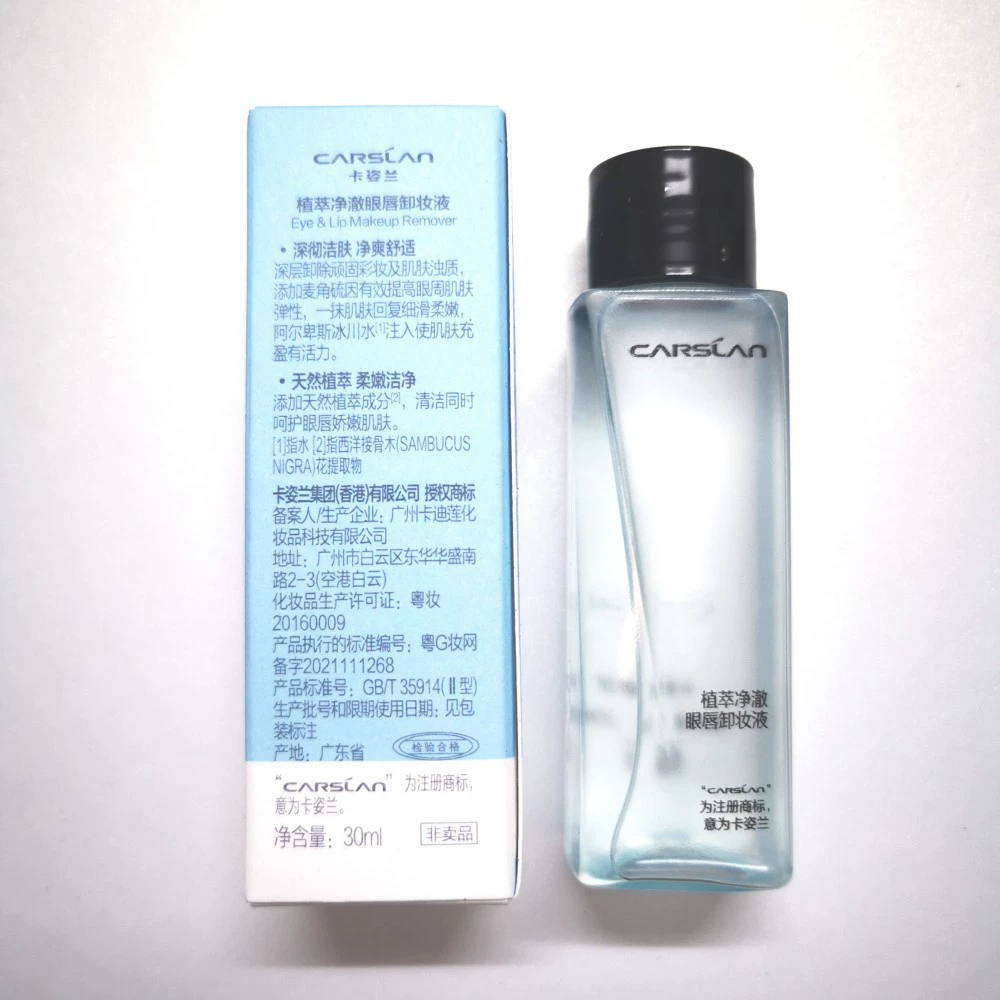 CARSLAN
卡姿兰
植萃净澈眼唇卸妆液
Eye & Lip Makeup Remover
• 深彻洁肤 净爽舒适
深层卸除顽固彩妆及肌肤浊质，
添加麦角硫因有效提高眼周肌肤
弹性，一抹肌肤回复细滑柔嫩，
阿尔卑斯冰川水[1]注入使肌肤充
盈有活力。
• 天然植萃 柔嫩洁净
添加天然植萃成分[2]，清洁同时
呵护眼唇娇嫩肌肤。
[1]指水 [2]指西洋接骨木(SAMBUCUS
NIGRA)花提取物
卡姿兰集团(香港)有限公司 授权商标
备案人/生产企业：广州卡迪莲化
妆品科技有限公司
地址：广州市白云区东华华盛南
路2-3(空港白云)
化妆品生产许可证：粤妆
20160009
产品执行的标准编号：粤G妆网
备字2021111268
产品标准号：GB/T 35914(Ⅱ型)
生产批号和限期使用日期：见包
装标注
产地：广东省
检验合格
“CARSLAN” 为注册商标，
意为卡姿兰。
净含量：30ml
非卖品
CARSLAN
植萃净澈
眼唇卸妆液
“CARSLAN”
为注册商标，
意为卡姿兰